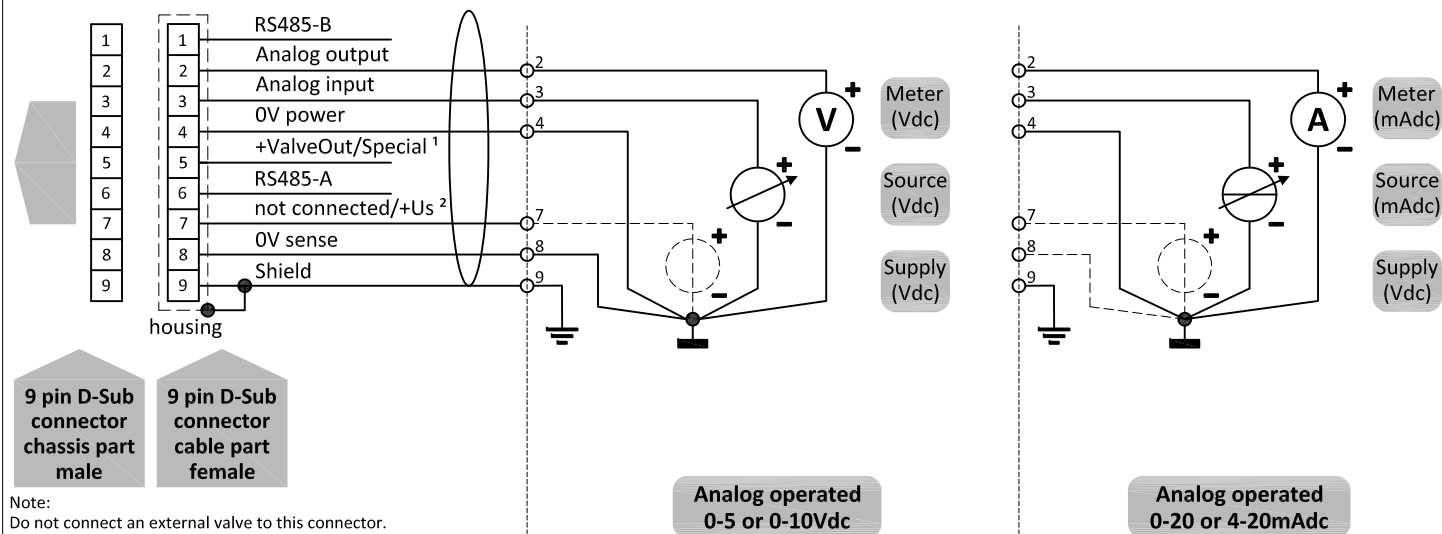 1
2
3
4
5
6
7
8
9
1
2
3
4
5
6
7
8
9
RS485-B
Analog output
Analog input
0V power
+ValveOut/Special ¹
RS485-A
not connected/+Us ²
0V sense
Shield
housing
2
3
4
7
8
9
V
+
–
+
–
+
–
Meter
(Vdc)
Source
(Vdc)
Supply
(Vdc)
2
3
4
7
8
9
A
+
–
+
–
+
–
Meter
(mAdc)
Source
(mAdc)
Supply
(Vdc)
9 pin D-Sub
connector
chassis part
male
9 pin D-Sub
connector
cable part
female
Note:
Do not connect an external valve to this connector.
Analog operated
0-5 or 0-10Vdc
Analog operated
0-20 or 4-20mAdc